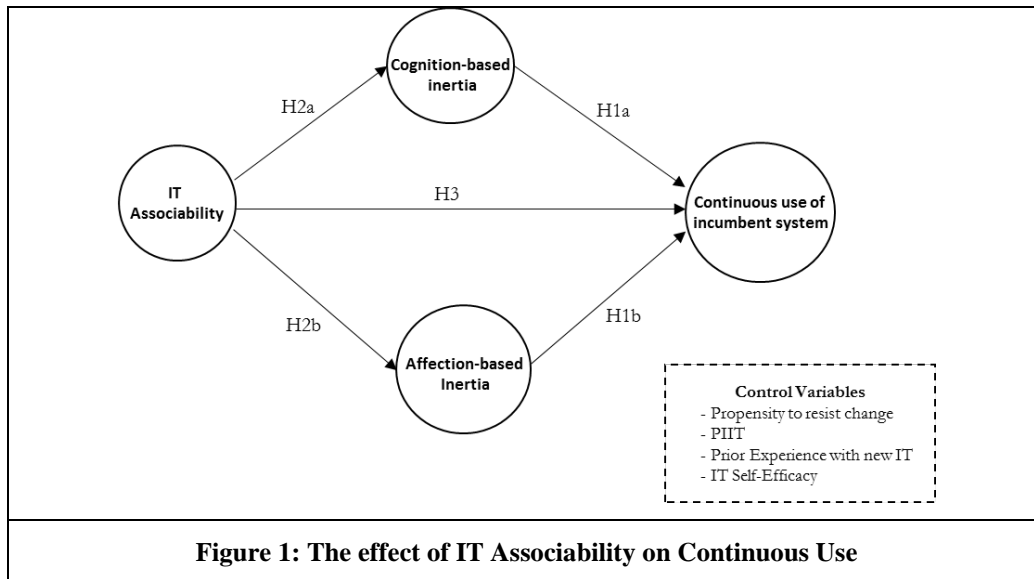 Cognition-based
inertia
H2a
H1a
IT
Associability
H3
Continuous use of
incumbent system
H2b
H1b
Affection-based
Inertia
Control Variables
- Propensity to resist change
- PIIT
- Prior Experience with new IT
- IT Self-Efficacy
Figure 1: The effect of IT Associability on Continuous Use